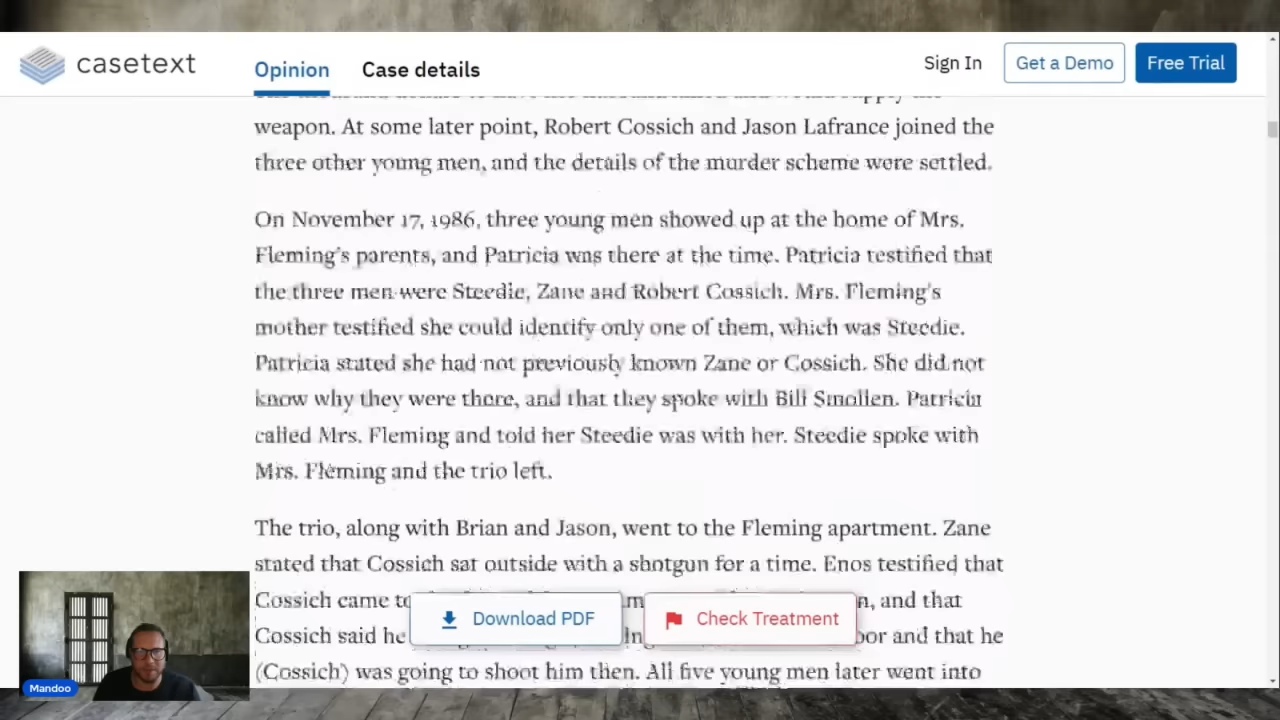 casetext
Opinion
Case details
Sign In
Get a Demo
Free Trial
weapon. At some later point, Robert Cossich and Jason Lafrance joined the
three other young men, and the details of the murder scheme were settled.
On November 17, 1986, three young men showed up at the home of Mrs.
Fleming's parents, and Patricia was there at the time. Patricia testified that
the three men were Steedie, Zane and Robert Cossich. Mrs. Fleming's
mother testified she could identify only one of them, which was Steedie.
Patricia stated she had not previously known Zane or Cossich. She did not
know why they were there, and that they spoke with Bill Smollen. Patricia
called Mrs. Fleming and told her Steedie was with her. Steedie spoke with
Mrs. Fleming and the trio left.
The trio, along with Brian and Jason, went to the Fleming apartment. Zane
stated that Cossich sat outside with a shotgun for a time. Enos testified that
Cossich came to
and that
Cossich said he
and that he
(Cossich) was going to shoot him then. All five young men later went into
Download PDF
Check Treatment
Mandoo